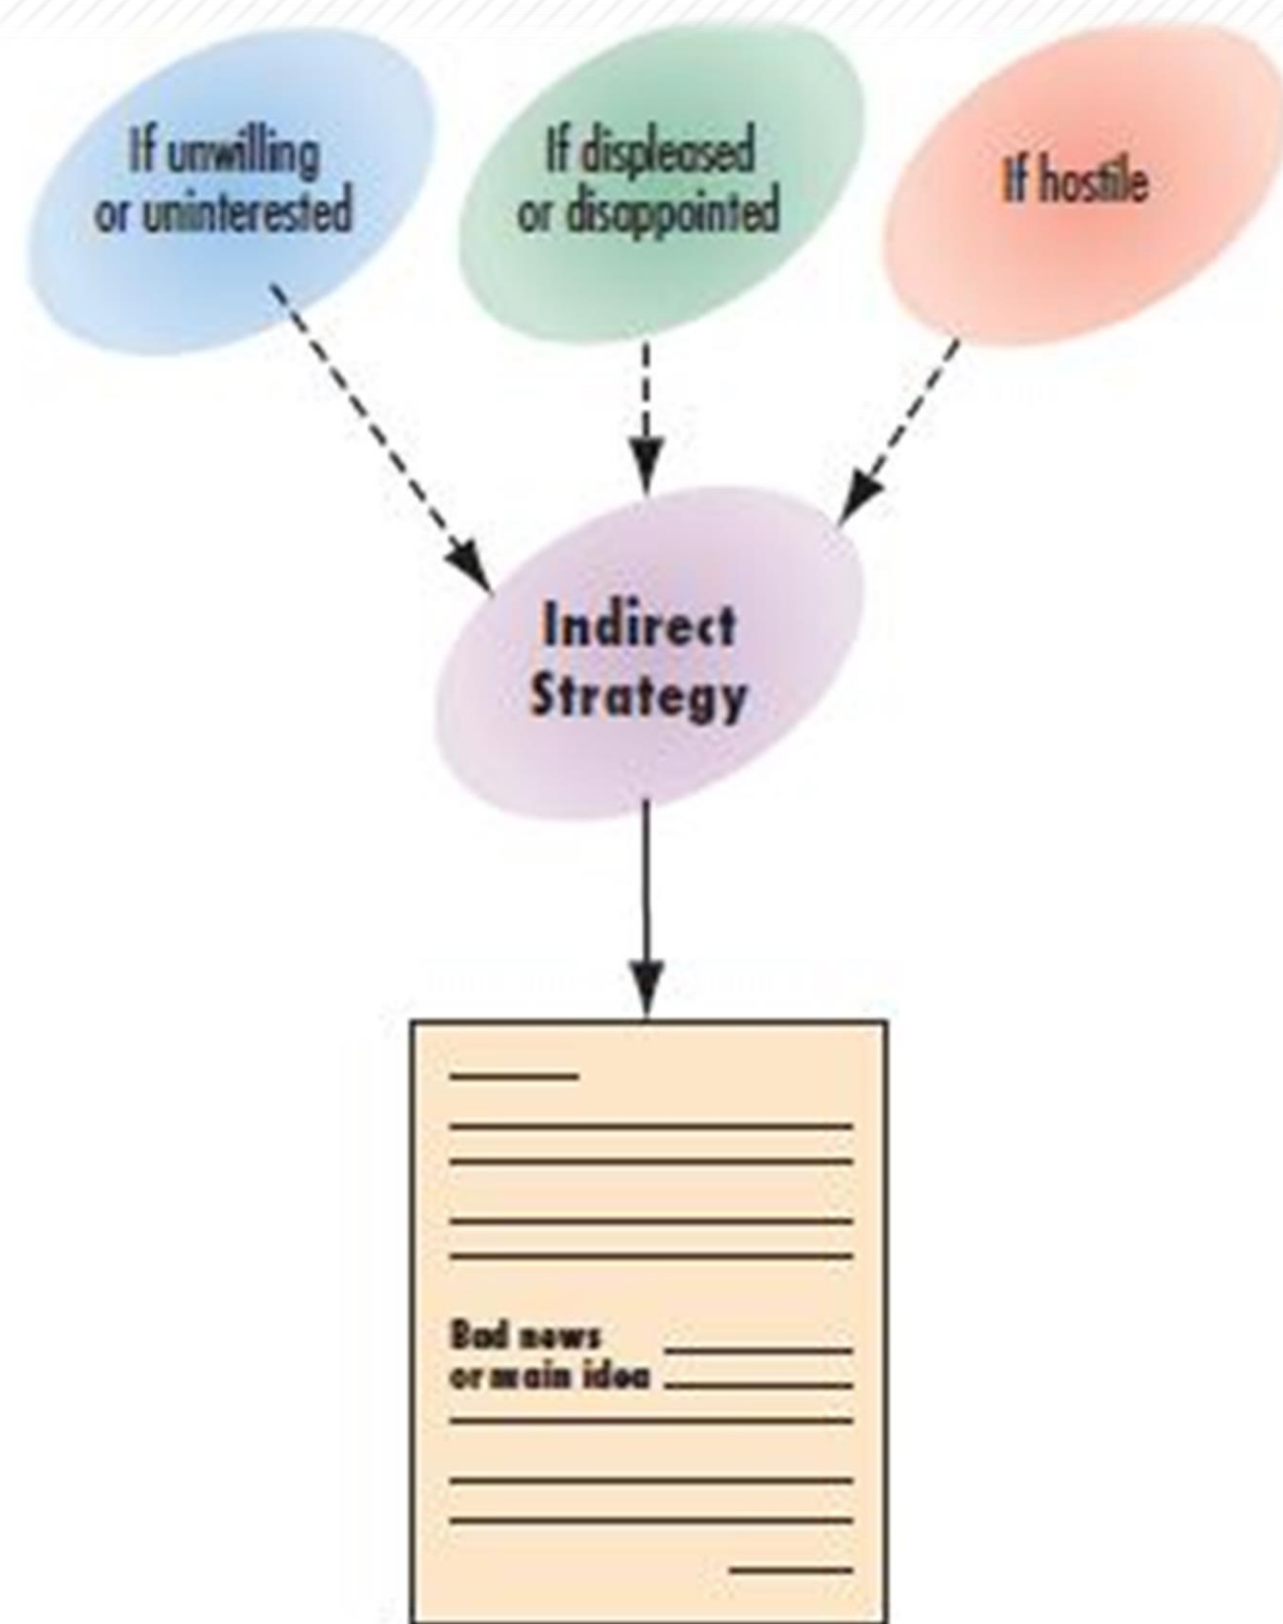 If unwilling
or uninterested
If displeased
or disappointed
If hostile
Indirect
Strategy
Bad news
or main idea